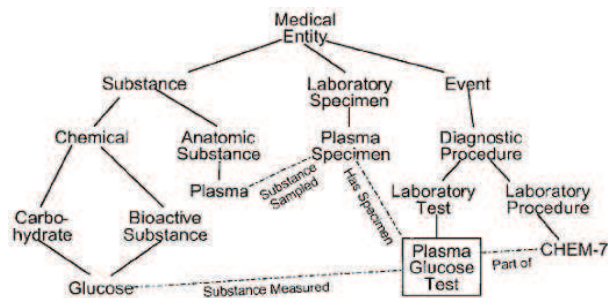 Medical
Entity
Substance
Laboratory
Specimen
Event
Chemical
Anatomic
Substance
Plasma
Specimen
Diagnostic
Procedure
Plasma
Substance
Sampled
Has Specimen
Laboratory
Test
Laboratory
Procedure
Carbo-
hydrate
Bioactive
Substance
Plasma
Glucose
Test
Part of
CHEM-7
Glucose
Substance Measured